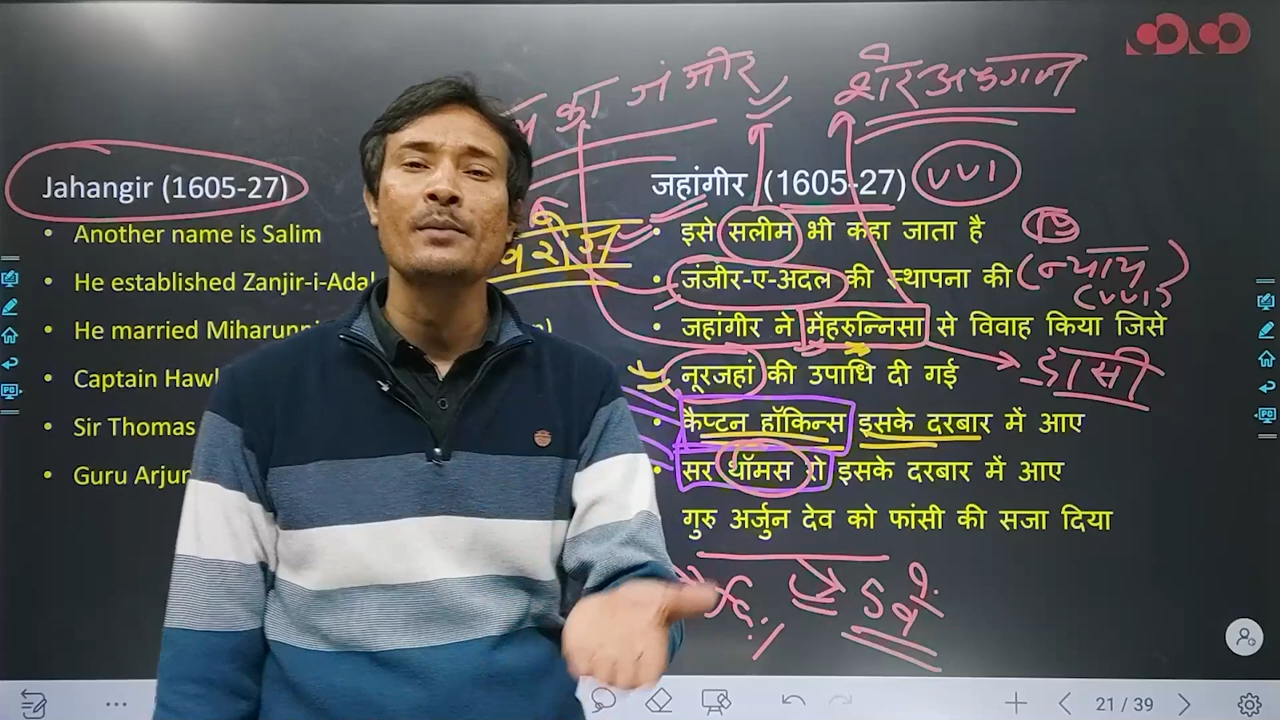 का जंजीर
शेर अफगान
Jahangir (1605-27)
जहांगीर (1605-27)
VVI
Another name is Salim
इसे सलीम भी कहा जाता है
He established Zanjir-i-Adal
जंजीर-ए-अदल की स्थापना की
(न्याय)
(VVI)
He married Miharunni
जहांगीर ने मेंहरुन्निसा से विवाह किया जिसे
Captain Hawl
नूरजहां की उपाधि दी गई
दासी
कैप्टन हॉकिन्स इसके दरबार में आए
Sir Thomas
सर थॉमस रो इसके दरबार में आए
Guru Arjun
गुरु अर्जुन देव को फांसी की सजा दिया
21 / 39